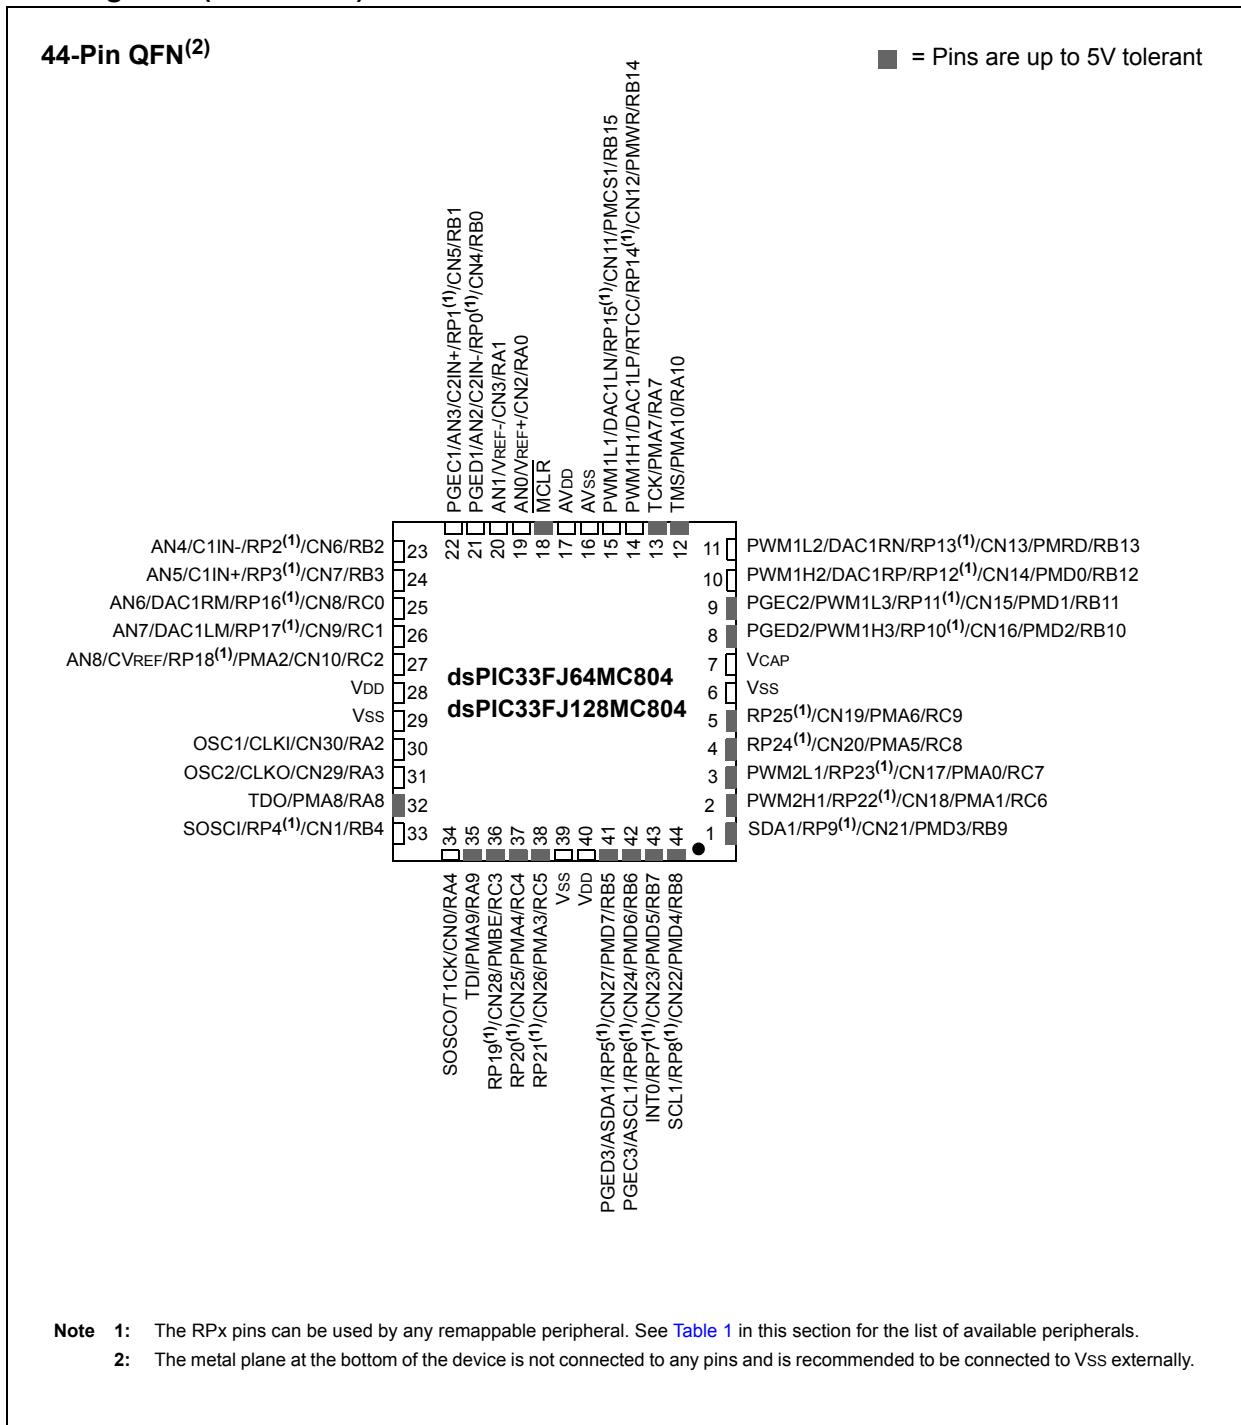 44-Pin QFN(2)
= Pins are up to 5V tolerant
PGEC1/AN3/C2IN+/RP1(1)/CN5/RB1
PGED1/AN2/C2IN-/RP0(1)/CN4/RB0
AN1/VREF-/CN3/RA1
AN0/VREF+/CN2/RA0
MCLR
AVDD
AVSS
PWM1L1/DAC1LN/RP15(1)/CN11/PMCS1/RB15
PWM1H1/DAC1LP/RTCC/RP14(1)/CN12/PMWR/RB14
TCK/PMA7/RA7
TMS/PMA10/RA10
22 21 20 19 18 17 16 15 14 13 12
AN4/C1IN-/RP2(1)/CN6/RB2 23
AN5/C1IN+/RP3(1)/CN7/RB3 24
AN6/DAC1RM/RP16(1)/CN8/RC0 25
AN7/DAC1LM/RP17(1)/CN9/RC1 26
AN8/CVREF/RP18(1)/PMA2/CN10/RC2 27
VDD 28
VSS 29
OSC1/CLKI/CN30/RA2 30
OSC2/CLKO/CN29/RA3 31
TDO/PMA8/RA8 32
SOSCI/RP4(1)/CN1/RB4 33
dsPIC33FJ64MC804
dsPIC33FJ128MC804
11 PWM1L2/DAC1RN/RP13(1)/CN13/PMRD/RB13
10 PWM1H2/DAC1RP/RP12(1)/CN14/PMD0/RB12
9 PGEC2/PWM1L3/RP11(1)/CN15/PMD1/RB11
8 PGED2/PWM1H3/RP10(1)/CN16/PMD2/RB10
7 VCAP
6 VSS
5 RP25(1)/CN19/PMA6/RC9
4 RP24(1)/CN20/PMA5/RC8
3 PWM2L1/RP23(1)/CN17/PMA0/RC7
2 PWM2H1/RP22(1)/CN18/PMA1/RC6
1 SDA1/RP9(1)/CN21/PMD3/RB9
34 35 36 37 38 39 40 41 42 43 44
SOSCO/T1CK/CN0/RA4
TDI/PMA9/RA9
RP19(1)/CN28/PMBE/RC3
RP20(1)/CN25/PMA4/RC4
RP21(1)/CN26/PMA3/RC5
VSS
VDD
PGED3/ASDA1/RP5(1)/CN27/PMD7/RB5
PGEC3/ASCL1/RP6(1)/CN24/PMD6/RB6
INT0/RP7(1)/CN23/PMD5/RB7
SCL1/RP8(1)/CN22/PMD4/RB8
Note 1: The RPx pins can be used by any remappable peripheral. See Table 1 in this section for the list of available peripherals.
2: The metal plane at the bottom of the device is not connected to any pins and is recommended to be connected to VSS externally.